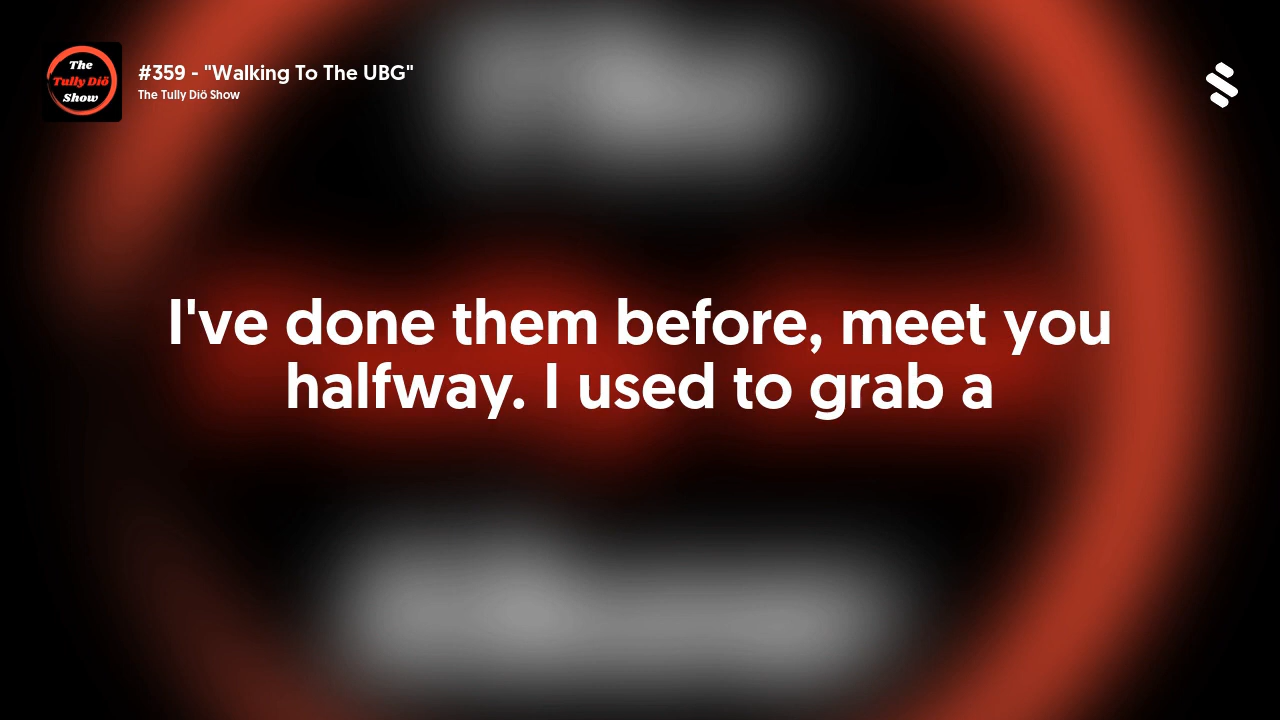 The
Tully Diö
Show
#359 - "Walking To The UBG"
The Tully Diö Show
I've done them before, meet you
halfway. I used to grab a